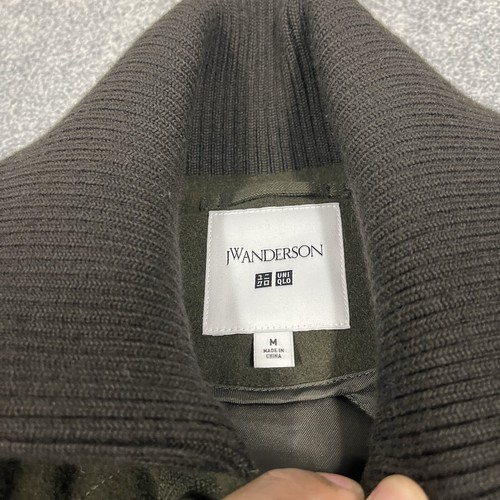 JWANDERSON
ユニ UNI
クロ QLO
M
MADE IN
CHINA